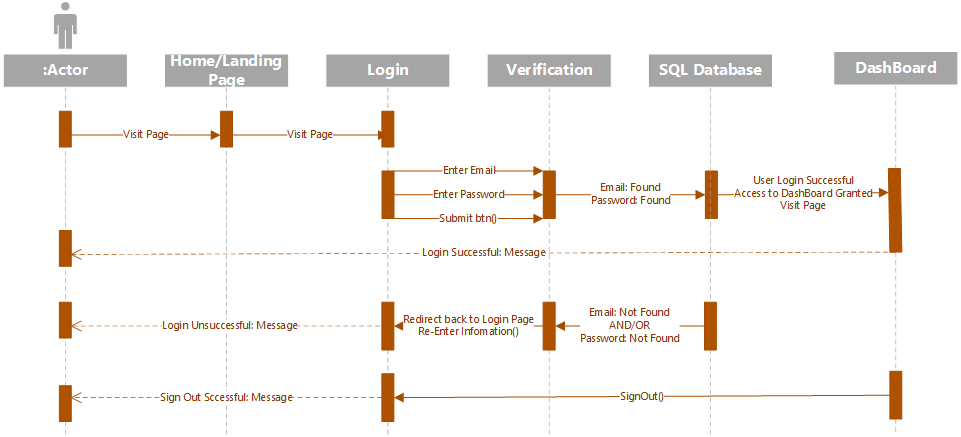 :Actor
Home/Landing
Page
Login
Verification
SQL Database
DashBoard
Visit Page
Visit Page
Enter Email
Enter Password
Submit btn()
Email: Found
Password: Found
User Login Successful
Access to DashBoard Granted
Visit Page
Login Successful: Message
Login Unsuccessful: Message
Redirect back to Login Page
Re-Enter Infomation()
Email: Not Found
AND/OR
Password: Not Found
Sign Out Sccessful: Message
SignOut()